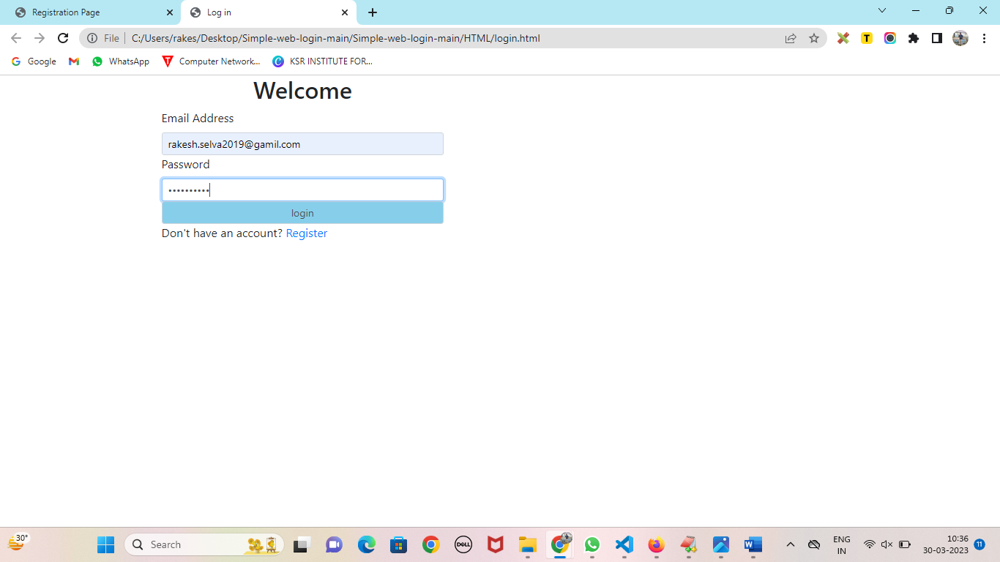 Registration Page
Log in
File C:/Users/rakes/Desktop/Simple-web-login-main/Simple-web-login-main/HTML/login.html
T
Google
WhatsApp
T Computer Network...
C KSR INSTITUTE FOR...
Welcome
Email Address
rakesh.selva2019@gamil.com
Password
••••••••••
login
Don't have an account? Register
30°
Search
DELL
W
ENG
IN
10:36
30-03-2023
11